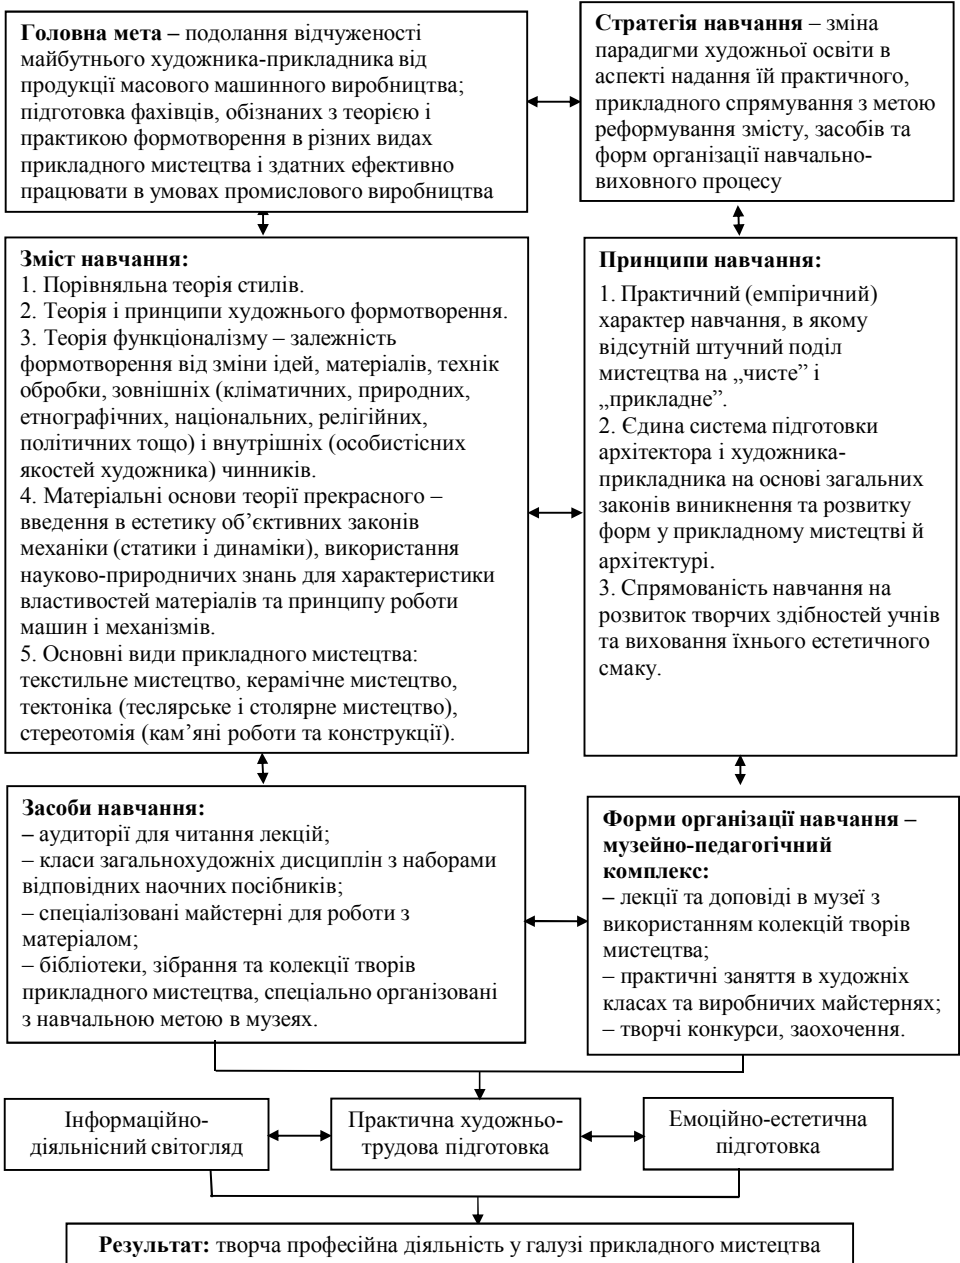 Головна мета – подолання відчуженості
майбутнього художника-прикладника від
продукції масового машинного виробництва;
підготовка фахівців, обізнаних з теорією і
практикою формотворення в різних видах
прикладного мистецтва і здатних ефективно
працювати в умовах промислового виробництва
Стратегія навчання – зміна
парадигми художньої освіти в
аспекті надання їй практичного,
прикладного спрямування з метою
реформування змісту, засобів та
форм організації навчально-
виховного процесу
Зміст навчання:
1. Порівняльна теорія стилів.
2. Теорія і принципи художнього формотворення.
3. Теорія функціоналізму – залежність
формотворення від зміни ідей, матеріалів, технік
обробки, зовнішніх (кліматичних, природних,
етнографічних, національних, релігійних,
політичних тощо) і внутрішніх (особистісних
якостей художника) чинників.
4. Матеріальні основи теорії прекрасного –
введення в естетику об’єктивних законів
механіки (статики і динаміки), використання
науково-природничих знань для характеристики
властивостей матеріалів та принципу роботи
машин і механізмів.
5. Основні види прикладного мистецтва:
текстильне мистецтво, керамічне мистецтво,
тектоніка (теслярське і столярне мистецтво),
стереотомія (кам’яні роботи та конструкції).
Принципи навчання:
1. Практичний (емпіричний)
характер навчання, в якому
відсутній штучний поділ
мистецтва на „чисте” і
„прикладне”.
2. Єдина система підготовки
архітектора і художника-
прикладника на основі загальних
законів виникнення та розвитку
форм у прикладному мистецтві й
архітектурі.
3. Спрямованість навчання на
розвиток творчих здібностей учнів
та виховання їхнього естетичного
смаку.
Засоби навчання:
– аудиторії для читання лекцій;
– класи загальнохудожніх дисциплін з наборами
відповідних наочних посібників;
– спеціалізовані майстерні для роботи з
матеріалом;
– бібліотеки, зібрання та колекції творів
прикладного мистецтва, спеціально організовані
з навчальною метою в музеях.
Форми організації навчання –
музейно-педагогічний
комплекс:
– лекції та доповіді в музеї з
використанням колекцій творів
мистецтва;
– практичні заняття в художніх
класах та виробничих майстернях;
– творчі конкурси, заохочення.
Інформаційно-
діяльнісний світогляд
Практична художньо-
трудова підготовка
Емоційно-естетична
підготовка
Результат: творча професійна діяльність у галузі прикладного мистецтва